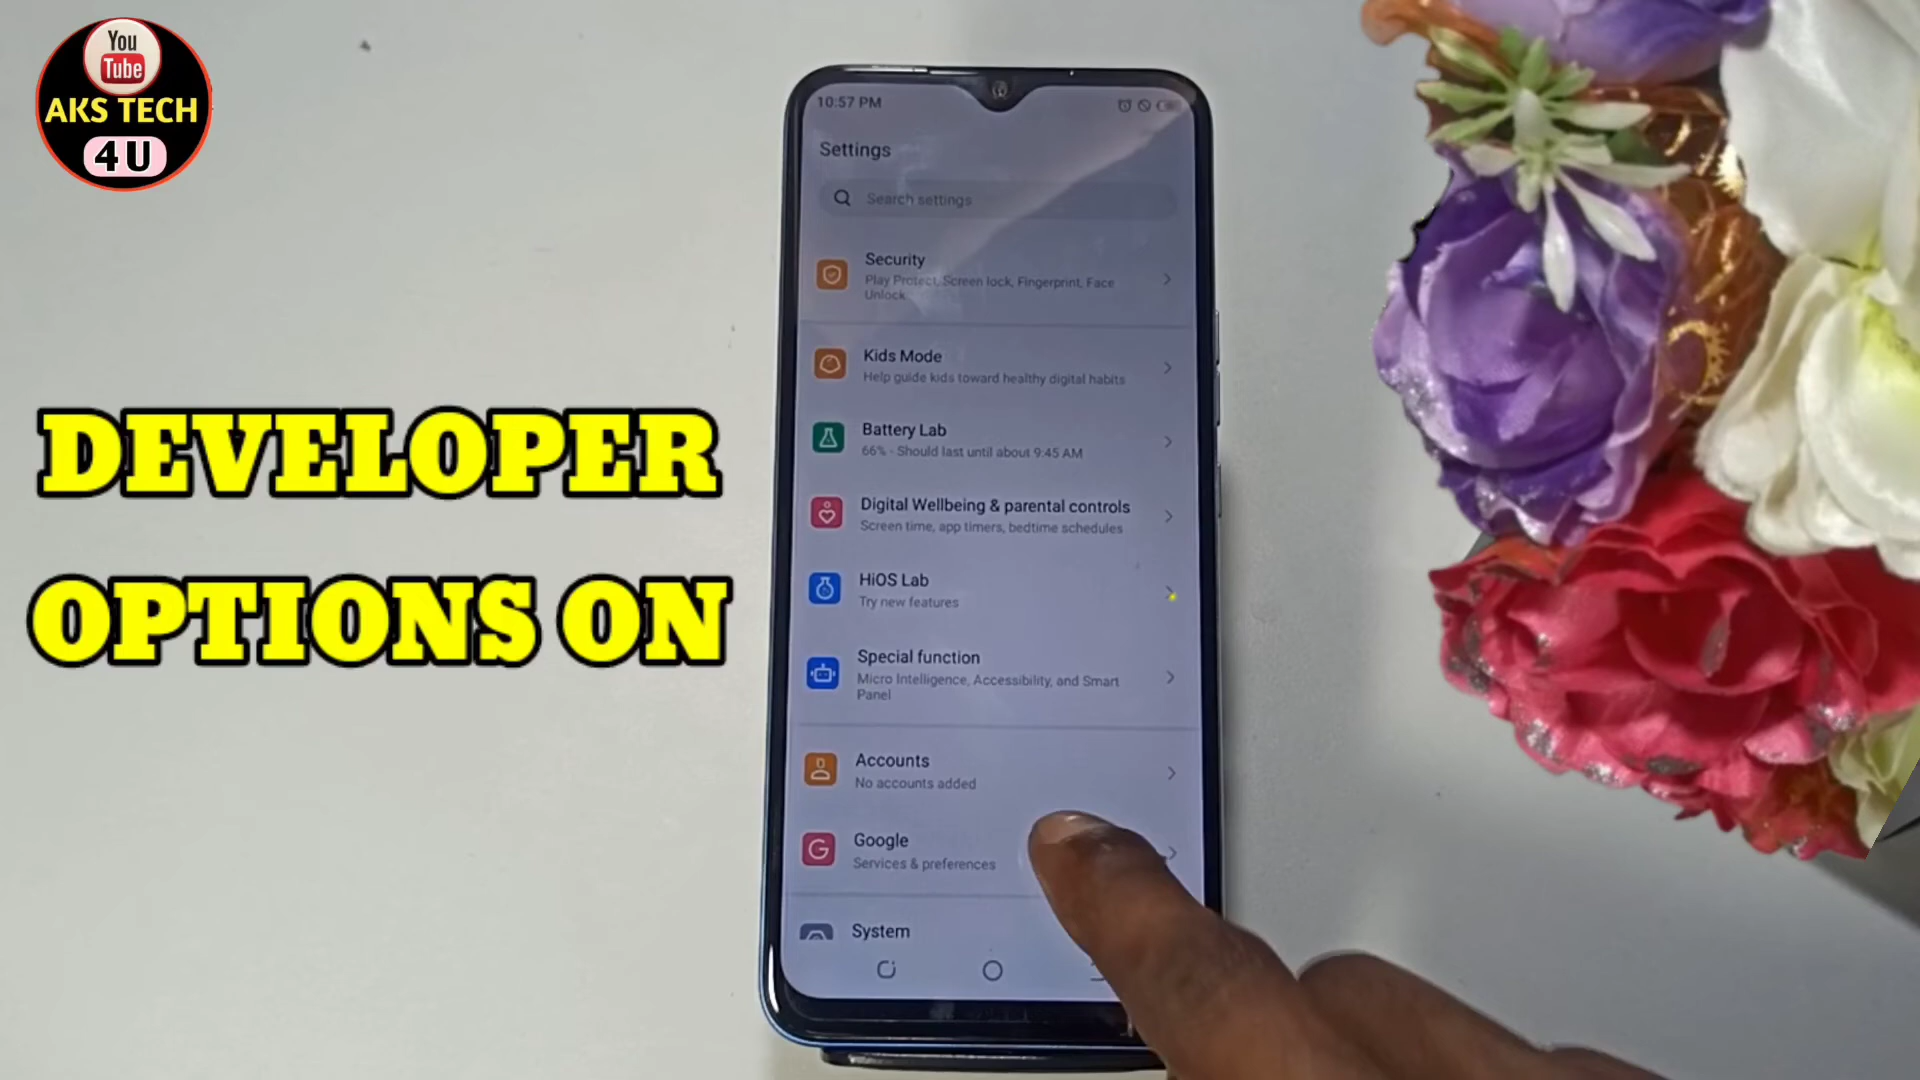 You
Tube
AKS TECH
4U
DEVELOPER
OPTIONS ON
10:57 PM
Settings
Search settings
Security
Play Protect, Screen lock, Fingerprint, Face
Unlock
Kids Mode
Help guide kids toward healthy digital habits
Battery Lab
66% - Should last until about 9:45 AM
Digital Wellbeing & parental controls
Screen time, app timers, bedtime schedules
HiOS Lab
Try new features
Special function
Micro Intelligence, Accessibility, and Smart
Panel
Accounts
No accounts added
Google
Services & preferences
System